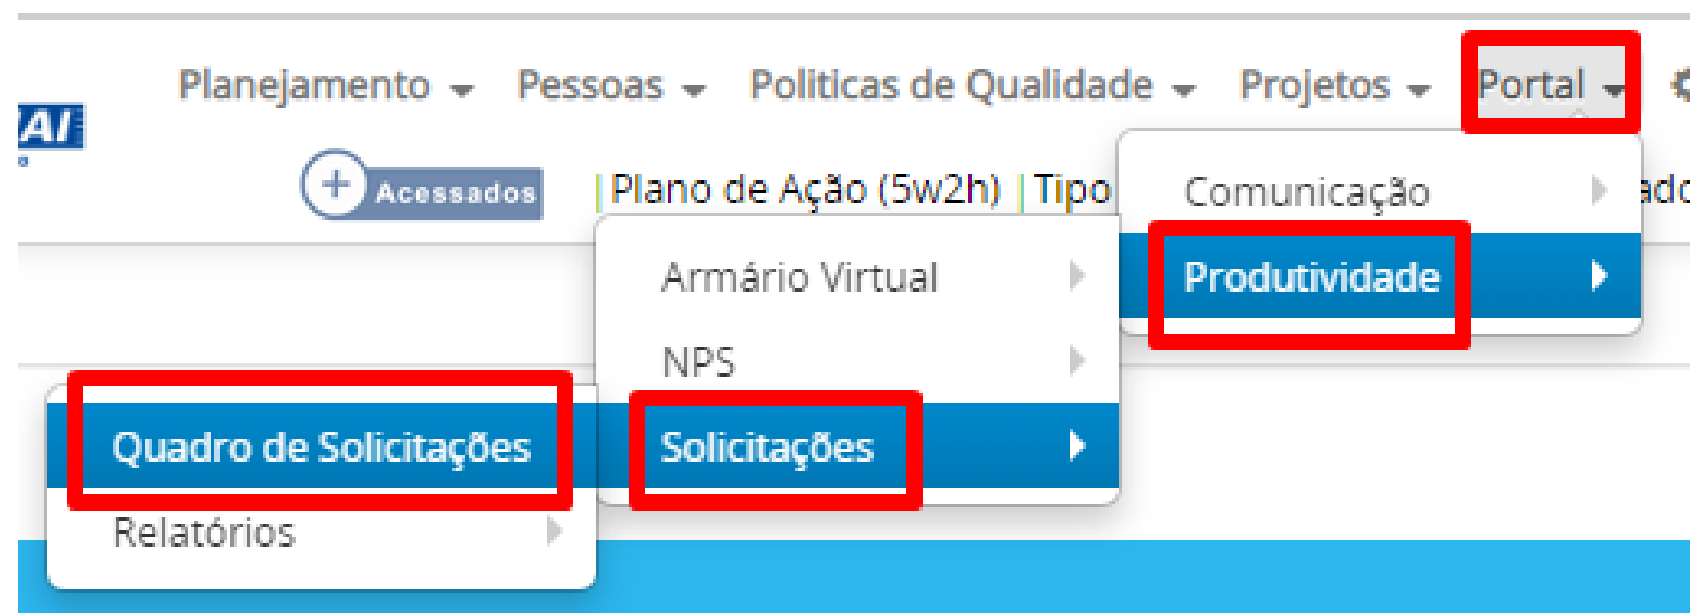 Planejamento Pessoas Politicas de Qualidade Projetos Portal
AI
Acessados |Plano de Ação (5w2h) |Tipo
Comunicação
Produtividade
Armário Virtual
NPS
Solicitações
Quadro de Solicitações
Relatórios